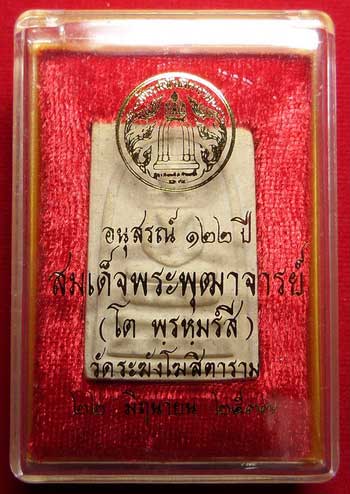 อนุสรณ์ ๑๒๒ ปี
สมเด็จพระพุฒาจารย์
(โต พรหมรังสี)
วัดระฆังโฆสิตาราม
๒๒ มิถุนายน ๒๕๓๗